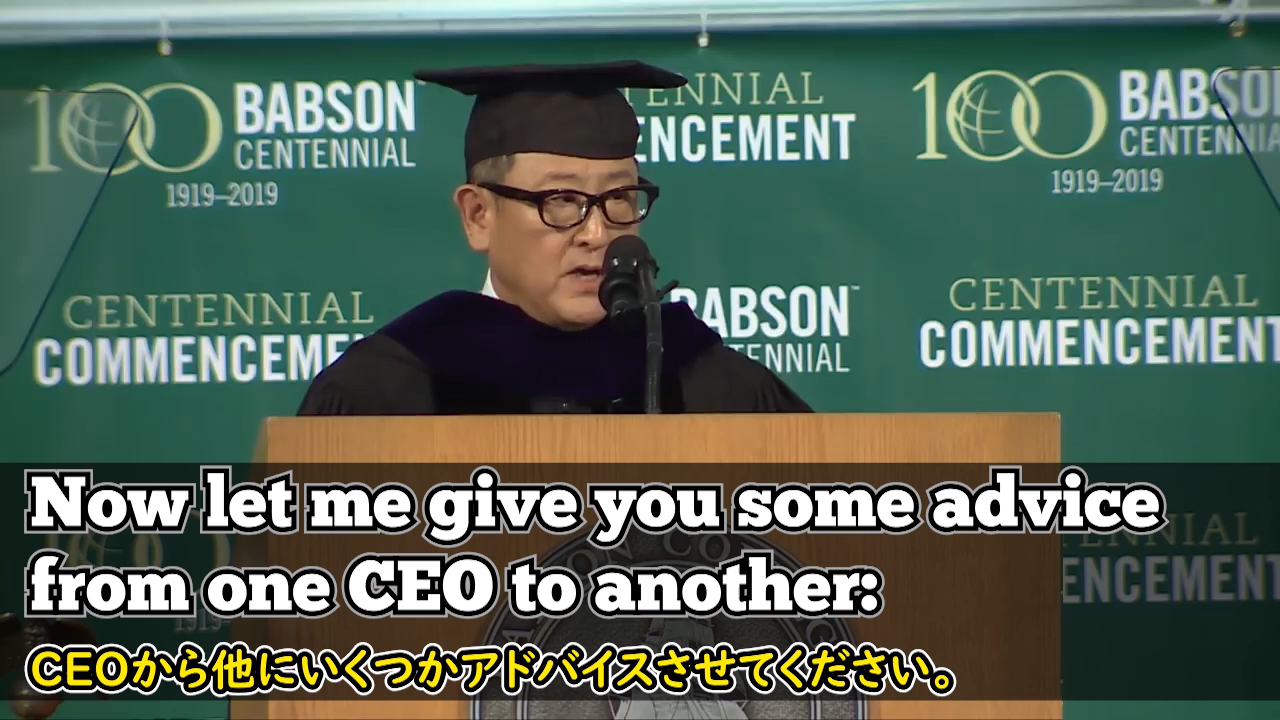 100 BABSON
CENTENNIAL
1919–2019
CENTENNIAL
COMMENCEMENT
100 BABSON
CENTENNIAL
1919–2019
CENTENNIAL
COMMENCEMENT
BABSON
CENTENNIAL
CENTENNIAL
COMMENCEMENT
Now let me give you some advice
from one CEO to another:
CEOから他にいくつかアドバイスさせてください。